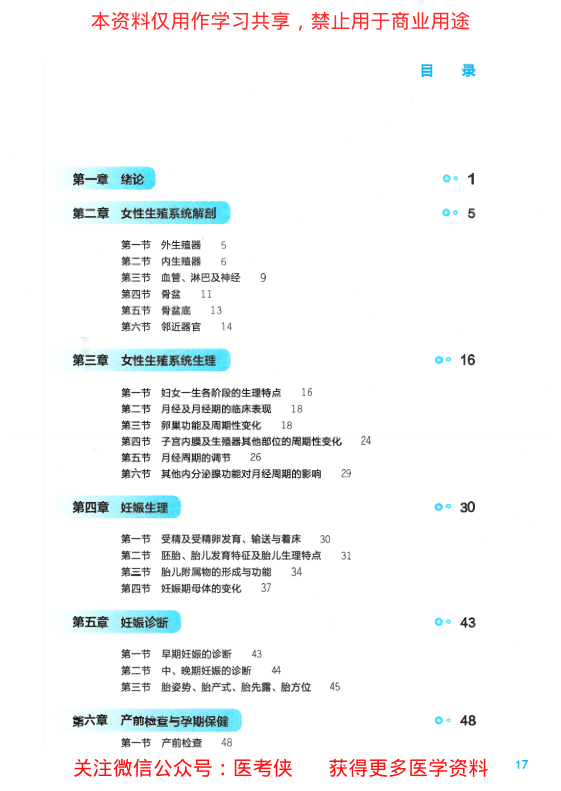 本资料仅用作学习共享，禁止用于商业用途
目 录
第一章 绪论 1
第二章 女性生殖系统解剖 5
第一节 外生殖器 5
第二节 内生殖器 6
第三节 血管、淋巴及神经 9
第四节 骨盆 11
第五节 骨盆底 13
第六节 邻近器官 14
第三章 女性生殖系统生理 16
第一节 妇女一生各阶段的生理特点 16
第二节 月经及月经期的临床表现 18
第三节 卵巢功能及周期性变化 18
第四节 子宫内膜及生殖器其他部位的周期性变化 24
第五节 月经周期的调节 26
第六节 其他内分泌腺功能对月经周期的影响 29
第四章 妊娠生理 30
第一节 受精及受精卵发育、输送与着床 30
第二节 胚胎、胎儿发育特征及胎儿生理特点 31
第三节 胎儿附属物的形成与功能 34
第四节 妊娠期母体的变化 37
第五章 妊娠诊断 43
第一节 早期妊娠的诊断 43
第二节 中、晚期妊娠的诊断 44
第三节 胎姿势、胎产式、胎先露、胎方位 45
第六章 产前检查与孕期保健 48
第一节 产前检查 48
关注微信公众号：医考侠 获得更多医学资料
17